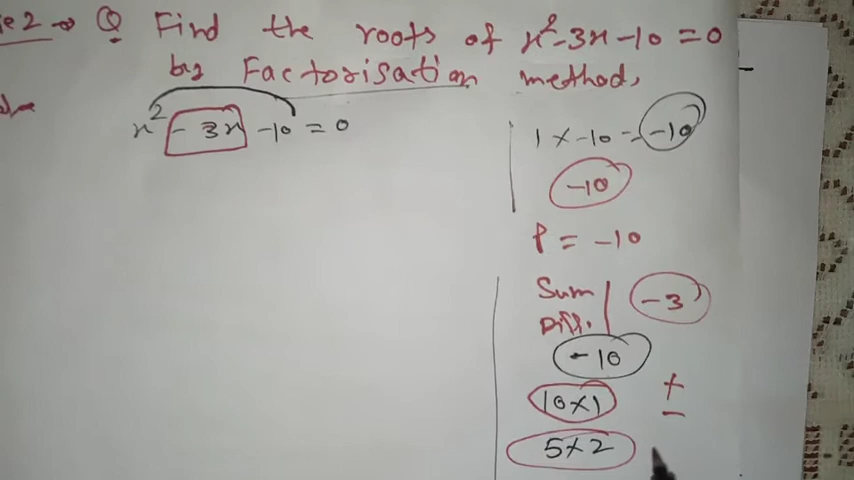 Q Find the roots of x²-3x-10=0
by Factorisation method,
x² - 3x -10 = 0
1 × -10 = -10
-10
P = -10
Sum
Diff. | -3
-10
10×1 +
-
5×2